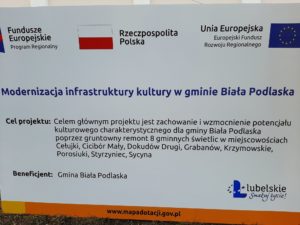 Fundusze
Europejskie
Program Regionalny
Rzeczpospolita
Polska
Unia Europejska
Europejski Fundusz
Rozwoju Regionalnego
Modernizacja infrastruktury kultury w gminie Biała Podlaska
Cel projektu: Celem głównym projektu jest zachowanie i wzmocnienie potencjału
kulturowego charakterystycznego dla gminy Biała Podlaska
poprzez gruntowny remont 8 gminnych świetlic w miejscowościach
Cełujki, Cicibór Mały, Dokudów Drugi, Grabanów, Krzymowskie,
Porosiuki, Styrzyniec, Sycyna
Beneficjent: Gmina Biała Podlaska
lubelskie
Smakuj życie!
www.mapadotacji.gov.pl